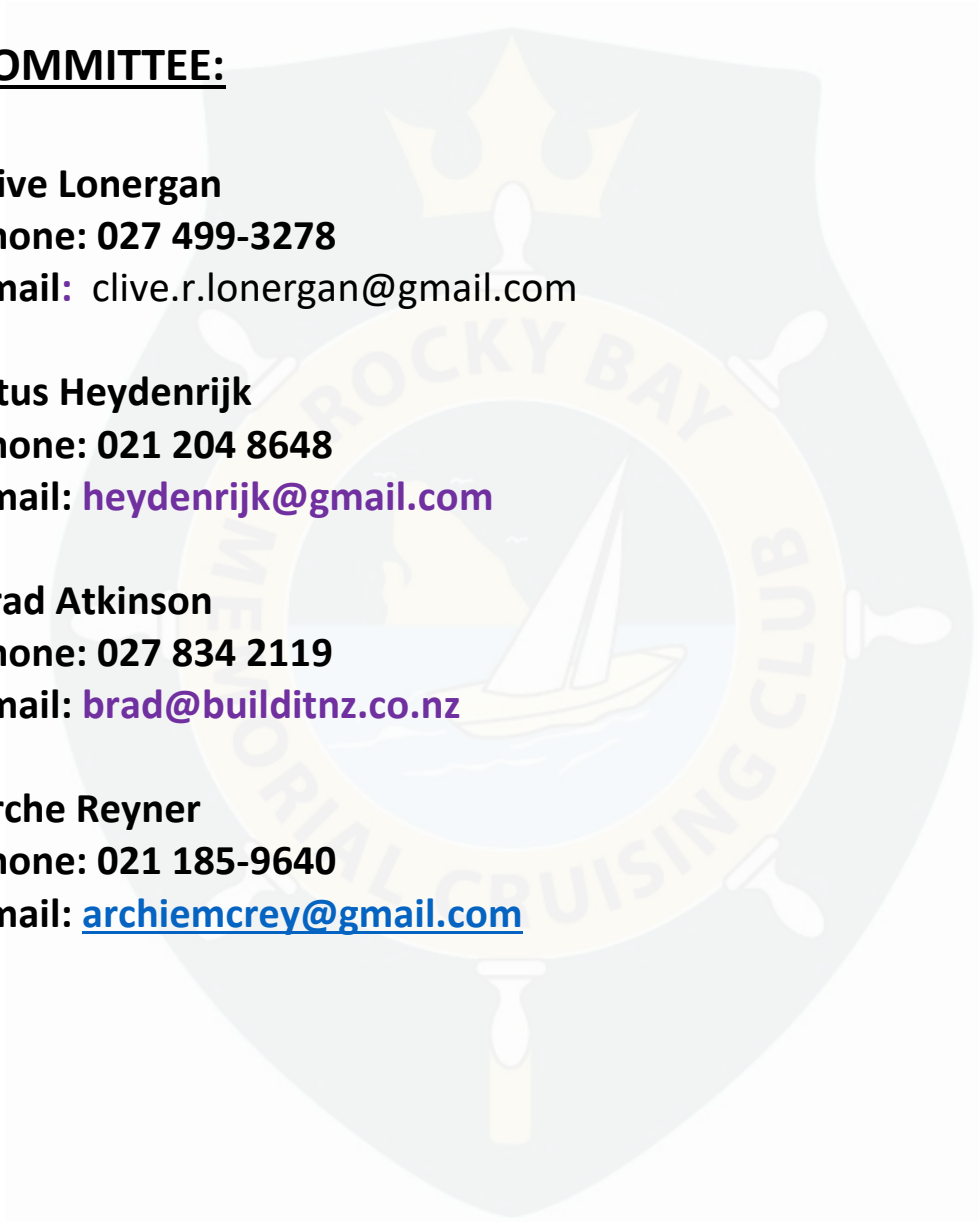 OMMITTEE:
ive Lonergan
hone: 027 499-3278
mail: clive.r.lonergan@gmail.com
tus Heydenrijk
hone: 021 204 8648
mail: heydenrijk@gmail.com
rad Atkinson
hone: 027 834 2119
mail: brad@builditnz.co.nz
rche Reyner
hone: 021 185-9640
mail: archiemcrey@gmail.com
ROCKY BAY
MEMORIAL CRUISING CLUB